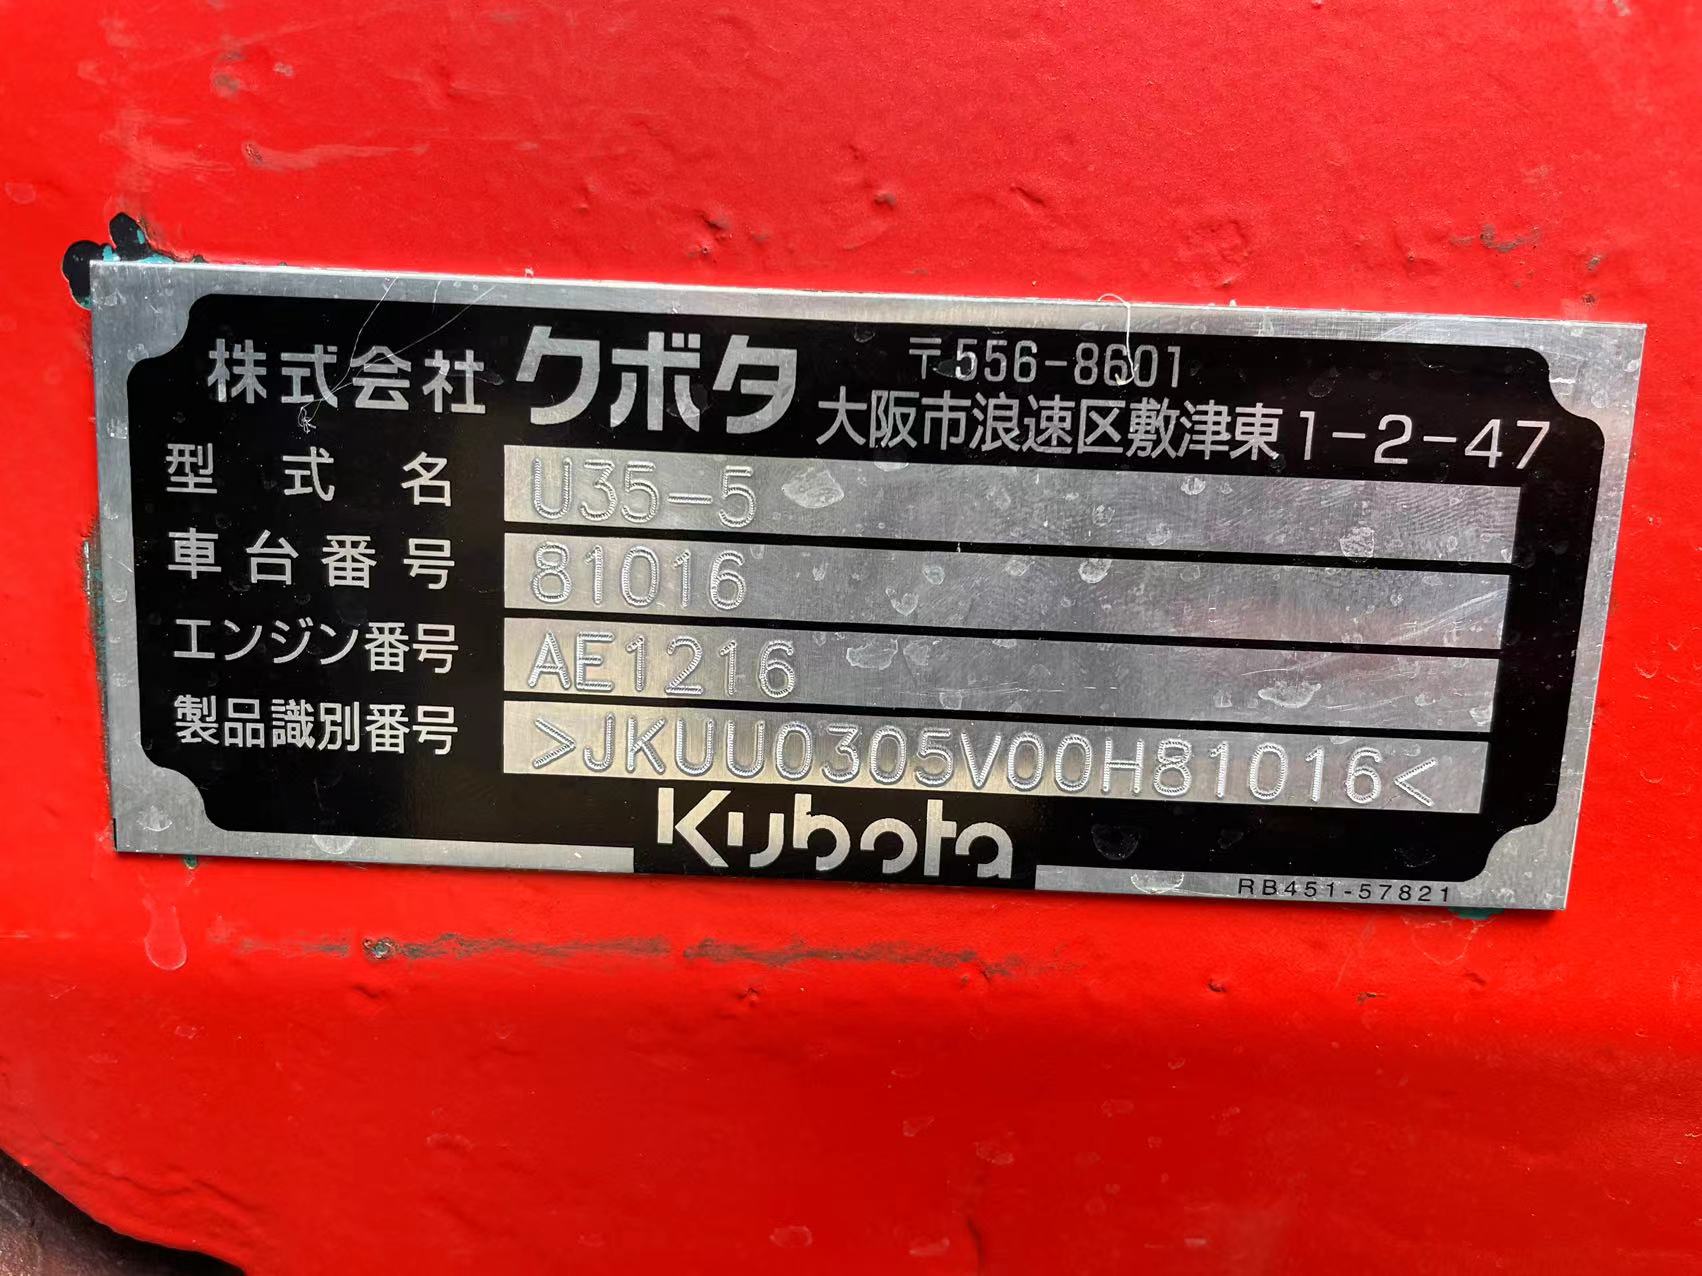 株式会社 クボタ 〒556-8601
大阪市浪速区敷津東1-2-47
型式名 U35-5
車台番号 81016
エンジン番号 AE1216
製品識別番号 >JKUU0305V00H81016<
Kubota
RB451-57821